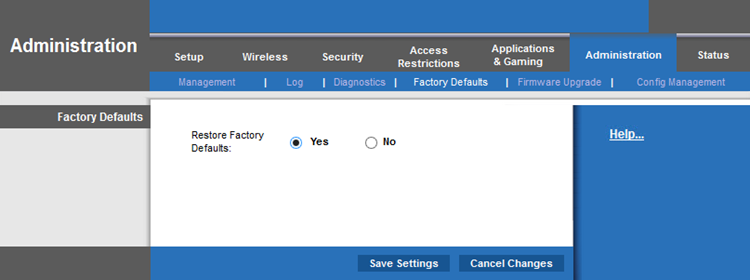 Administration
Setup
Wireless
Security
Access
Restrictions
Applications
& Gaming
Administration
Status
Management | Log | Diagnostics | Factory Defaults | Firmware Upgrade | Config Management
Factory Defaults
Restore Factory
Defaults:
Yes
No
Help...
Save Settings
Cancel Changes